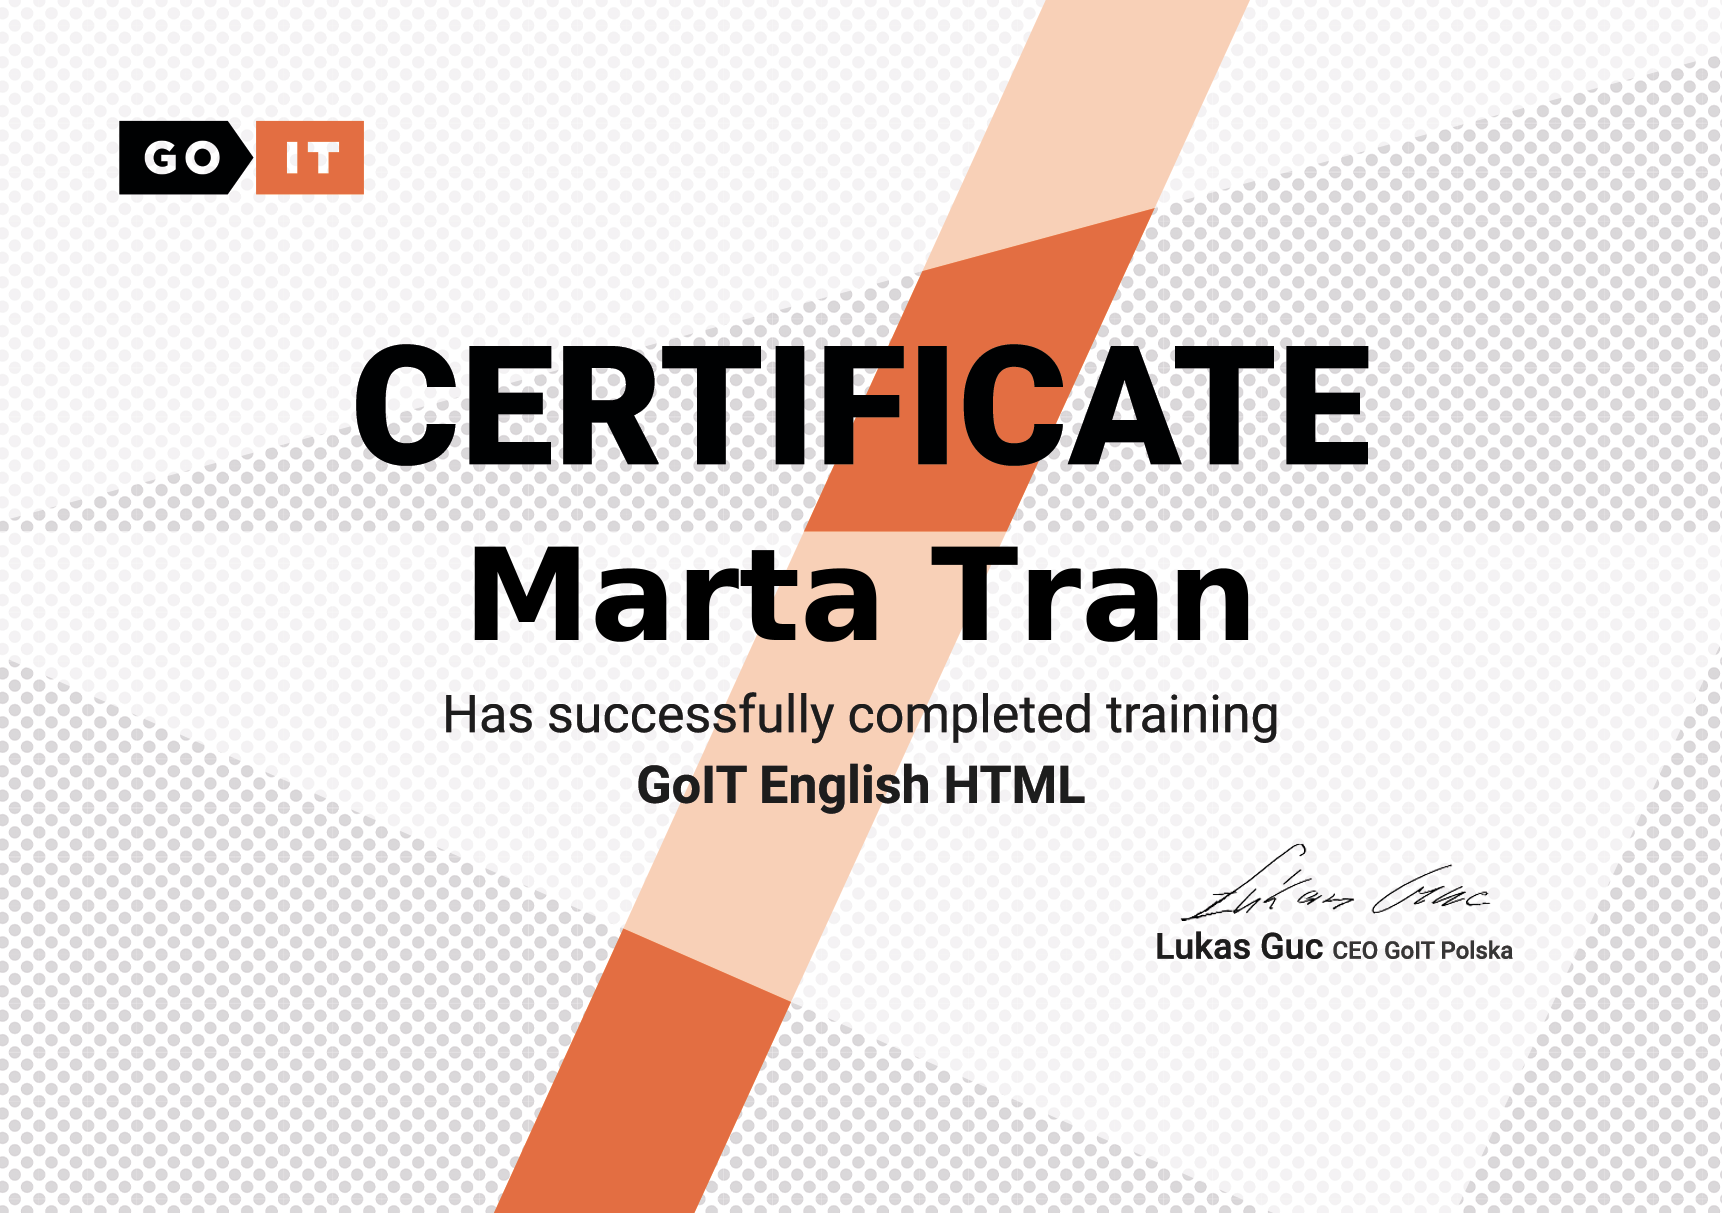 GO IT
CERTIFICATE
Marta Tran
Has successfully completed training
GoIT English HTML
Lukas Guc
Lukas Guc CEO GoIT Polska